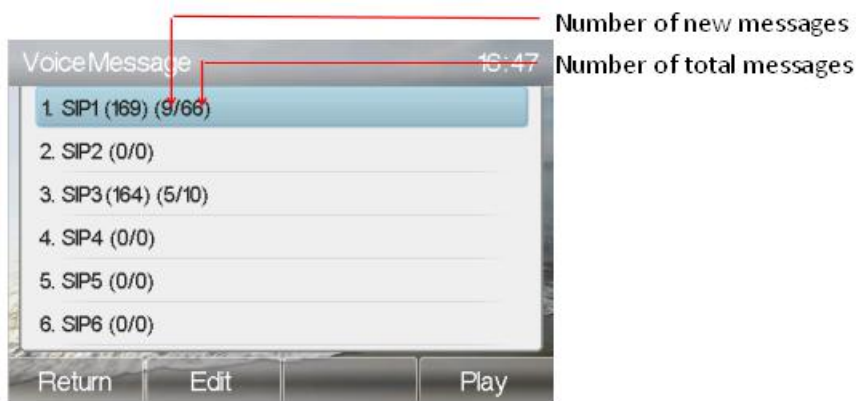 Number of new messages
VoiceMessage 16:47
Number of total messages
1. SIP1 (169) (9/66)
2. SIP2 (0/0)
3. SIP3 (164) (5/10)
4. SIP4 (0/0)
5. SIP5 (0/0)
6. SIP6 (0/0)
Return Edit Play